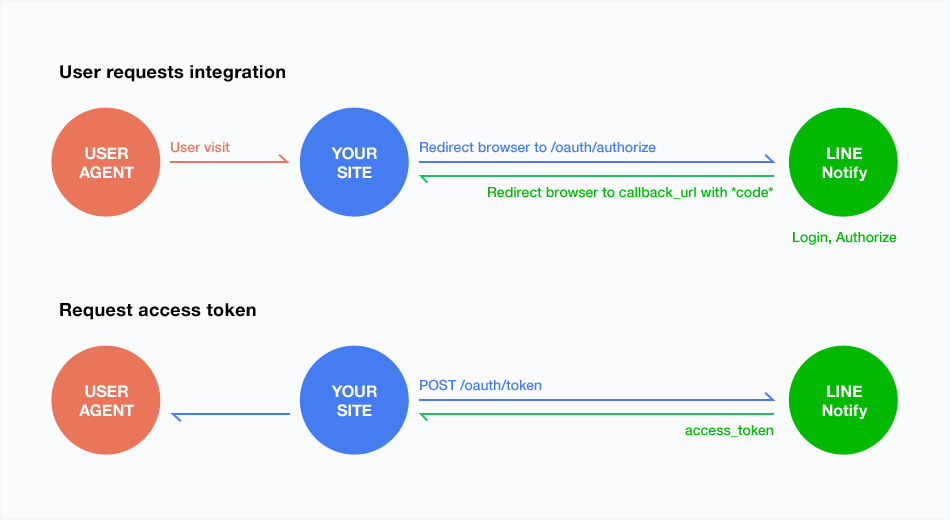 User requests integration
USER
AGENT
User visit
YOUR
SITE
Redirect browser to /oauth/authorize
Redirect browser to callback_url with *code*
LINE
Notify
Login, Authorize
Request access token
USER
AGENT
YOUR
SITE
POST /oauth/token
access_token
LINE
Notify